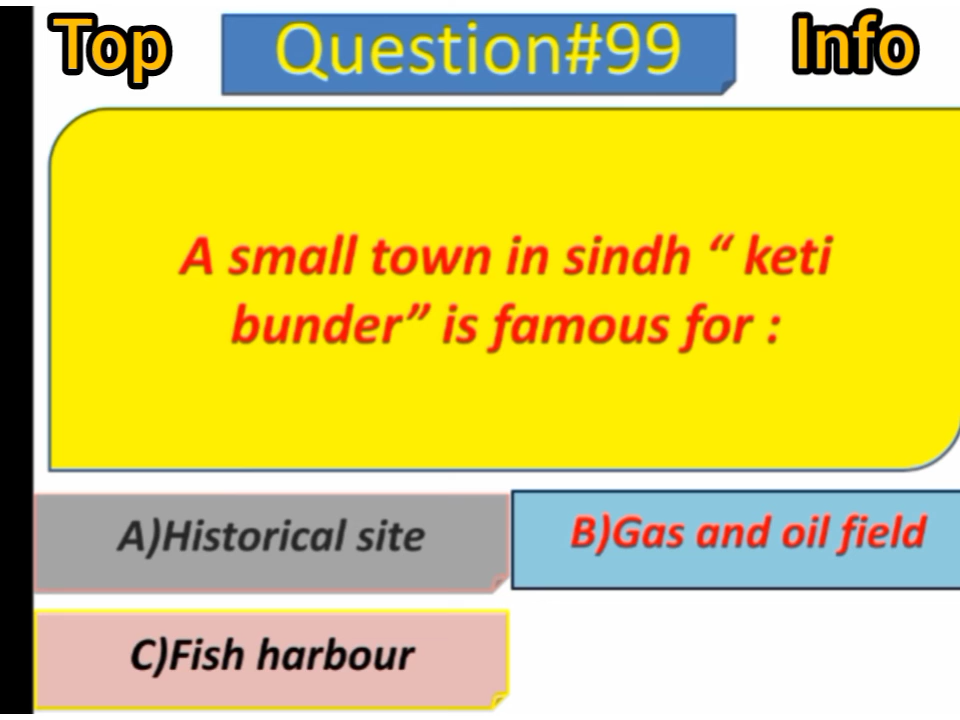 Top Question#99 Info
A small town in sindh “ keti
bunder” is famous for :
A)Historical site
B)Gas and oil field
C)Fish harbour